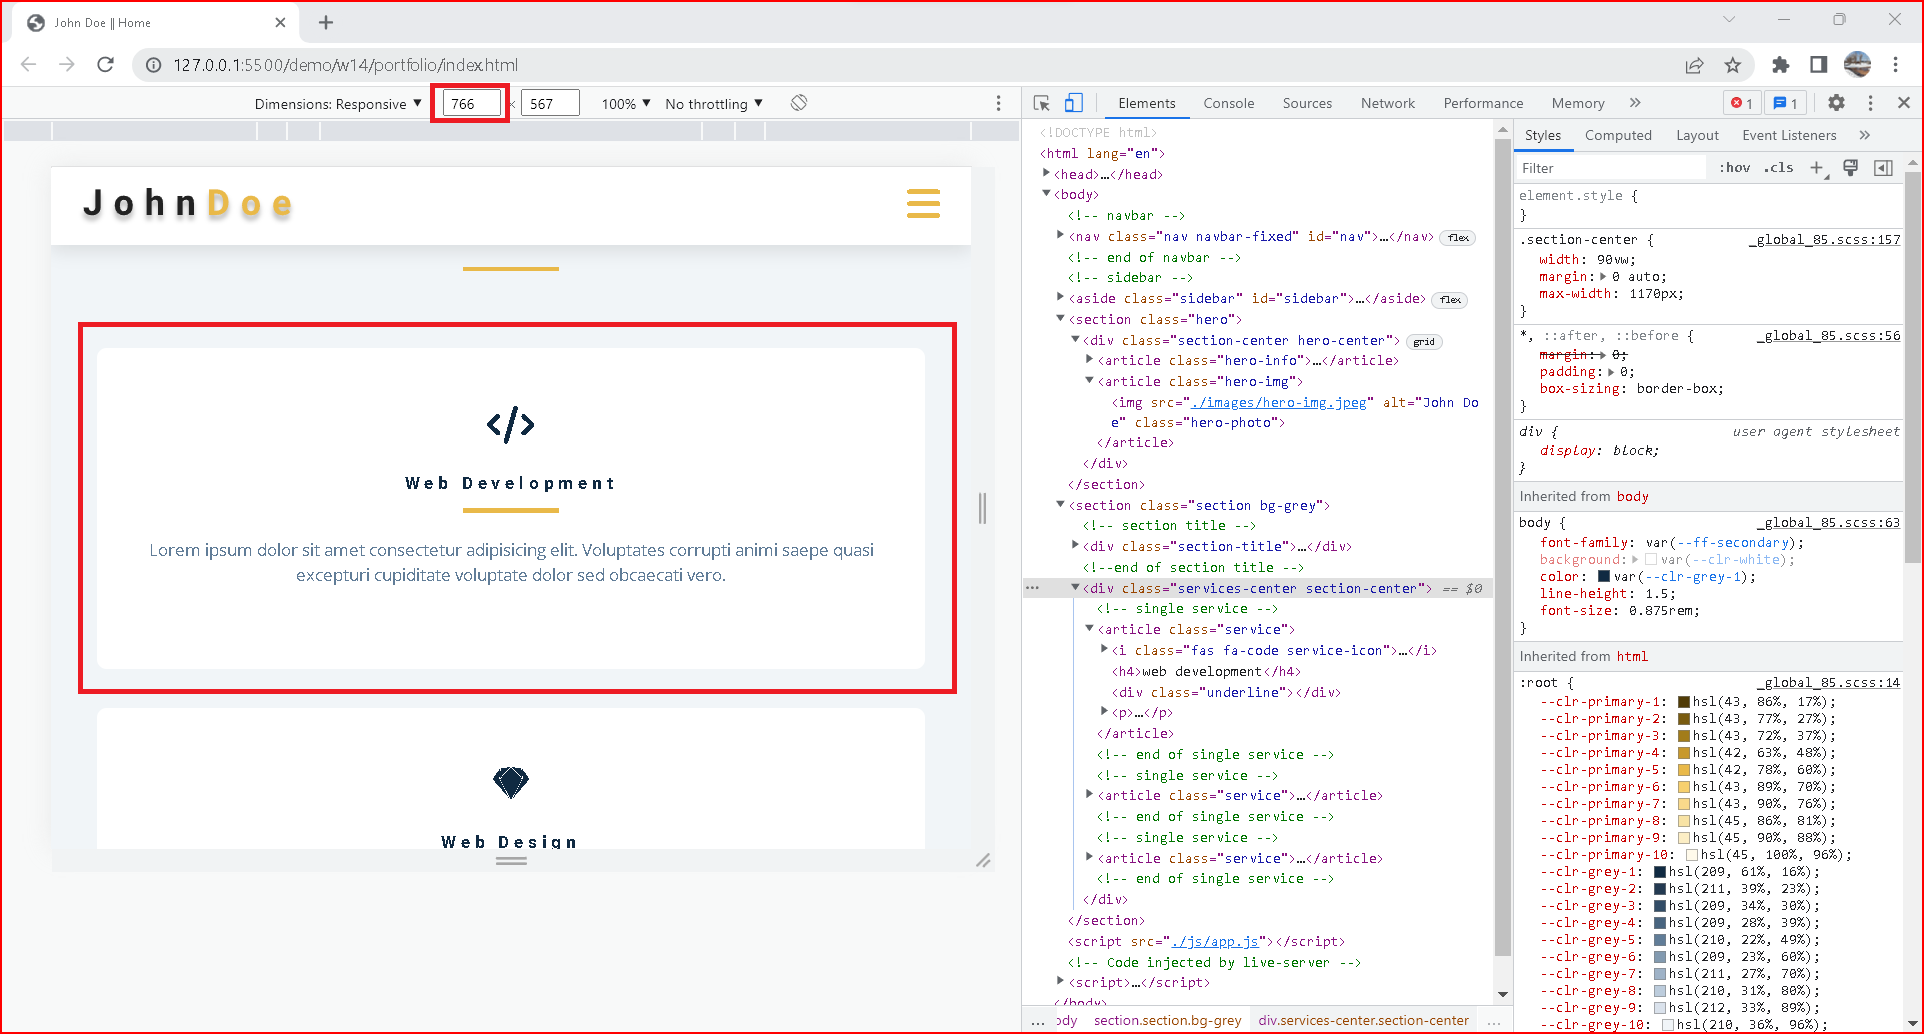 John Doe || Home
127.0.0.1:5500/demo/w14/portfolio/index.html
Dimensions: Responsive ▼ 766 × 567 100% ▼ No throttling ▼
JohnDoe
Web Development
Lorem ipsum dolor sit amet consectetur adipisicing elit. Voluptates corrupti animi saepe quasi
excepturi cupiditate voluptate dolor sed obcaecati vero.
Web Design
Elements Console Sources Network Performance Memory » 1 1
<!DOCTYPE html>
<html lang="en">
<head>…</head>
<body>
<!-- navbar -->
<nav class="nav navbar-fixed" id="nav">…</nav> flex
<!-- end of navbar -->
<!-- sidebar -->
<aside class="sidebar" id="sidebar">…</aside> flex
<section class="hero">
<div class="section-center hero-center"> grid
<article class="hero-info">…</article>
<article class="hero-img">
<img src="./images/hero-img.jpeg" alt="John Do
e" class="hero-photo">
</article>
</div>
</section>
<section class="section bg-grey">
<!-- section title -->
<div class="section-title">…</div>
<!--end of section title -->
<div class="services-center section-center"> == $0
<!-- single service -->
<article class="service">
<i class="fas fa-code service-icon">…</i>
<h4>web development</h4>
<div class="underline"></div>
<p>…</p>
</article>
<!-- end of single service -->
<!-- single service -->
<article class="service">…</article>
<!-- end of single service -->
<!-- single service -->
<article class="service">…</article>
<!-- end of single service -->
</div>
</section>
<script src="./js/app.js"></script>
<!-- Code injected by live-server -->
<script>…</script>
</body>
… ody section.section.bg-grey div.services-center.section-center …
Styles Computed Layout Event Listeners »
Filter :hov .cls +
element.style {
}
.section-center { _global_85.scss:157
width: 90vw;
margin: 0 auto;
max-width: 1170px;
}
*, ::after, ::before { _global_85.scss:56
margin: 0;
padding: 0;
box-sizing: border-box;
}
div { user agent stylesheet
display: block;
}
Inherited from body
body { _global_85.scss:63
font-family: var(--ff-secondary);
background: var(--clr-white);
color: var(--clr-grey-1);
line-height: 1.5;
font-size: 0.875rem;
}
Inherited from html
:root { _global_85.scss:14
--clr-primary-1: hsl(43, 86%, 17%);
--clr-primary-2: hsl(43, 77%, 27%);
--clr-primary-3: hsl(43, 72%, 37%);
--clr-primary-4: hsl(42, 63%, 48%);
--clr-primary-5: hsl(42, 78%, 60%);
--clr-primary-6: hsl(43, 89%, 70%);
--clr-primary-7: hsl(43, 90%, 76%);
--clr-primary-8: hsl(45, 86%, 81%);
--clr-primary-9: hsl(45, 90%, 88%);
--clr-primary-10: hsl(45, 100%, 96%);
--clr-grey-1: hsl(209, 61%, 16%);
--clr-grey-2: hsl(211, 39%, 23%);
--clr-grey-3: hsl(209, 34%, 30%);
--clr-grey-4: hsl(209, 28%, 39%);
--clr-grey-5: hsl(210, 22%, 49%);
--clr-grey-6: hsl(209, 23%, 60%);
--clr-grey-7: hsl(211, 27%, 70%);
--clr-grey-8: hsl(210, 31%, 80%);
--clr-grey-9: hsl(212, 33%, 89%);
--clr-grey-10: hsl(210, 36%, 96%);